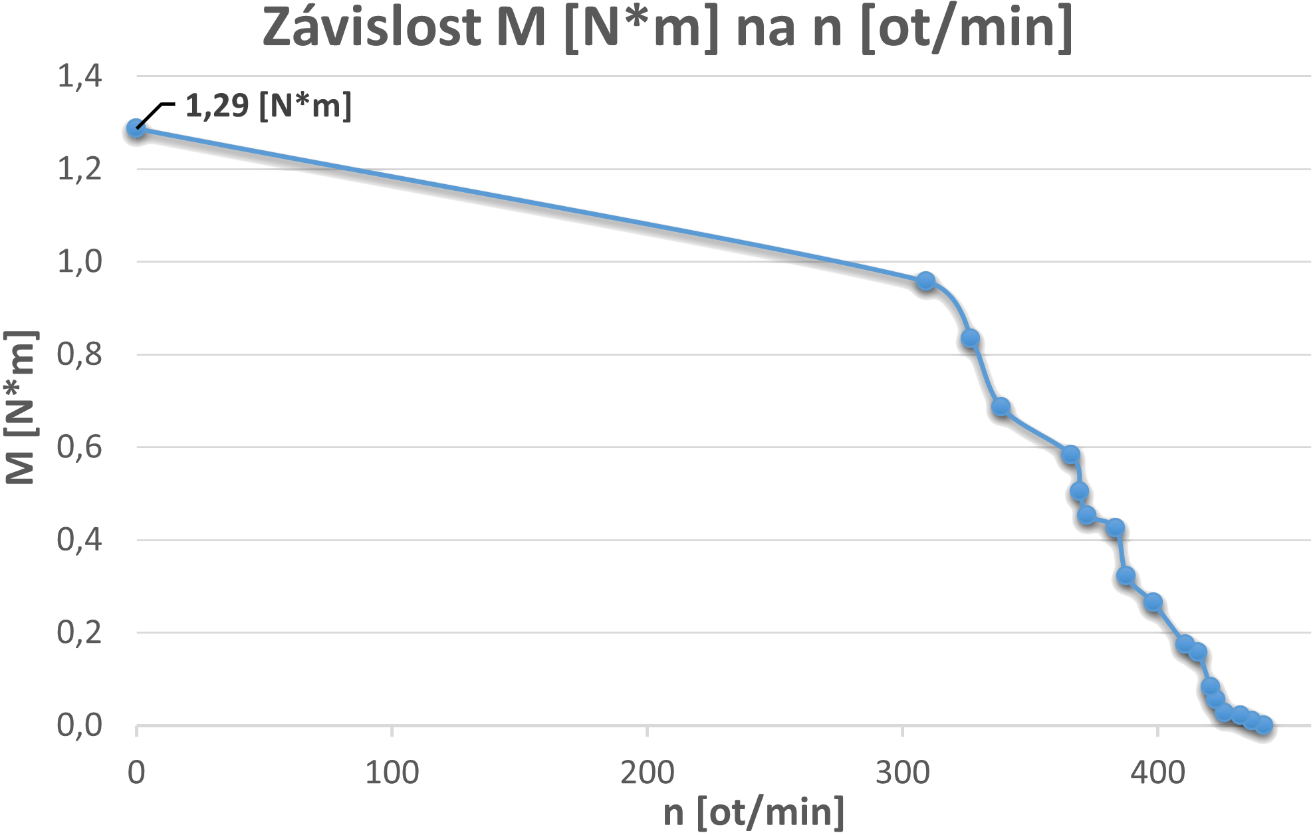 Závislost M [N*m] na n [ot/min]
1,4
1,29 [N*m]
1,2
1,0
0,8
0,6
0,4
0,2
0,0
M [N*m]
0 100 200 300 400
n [ot/min]